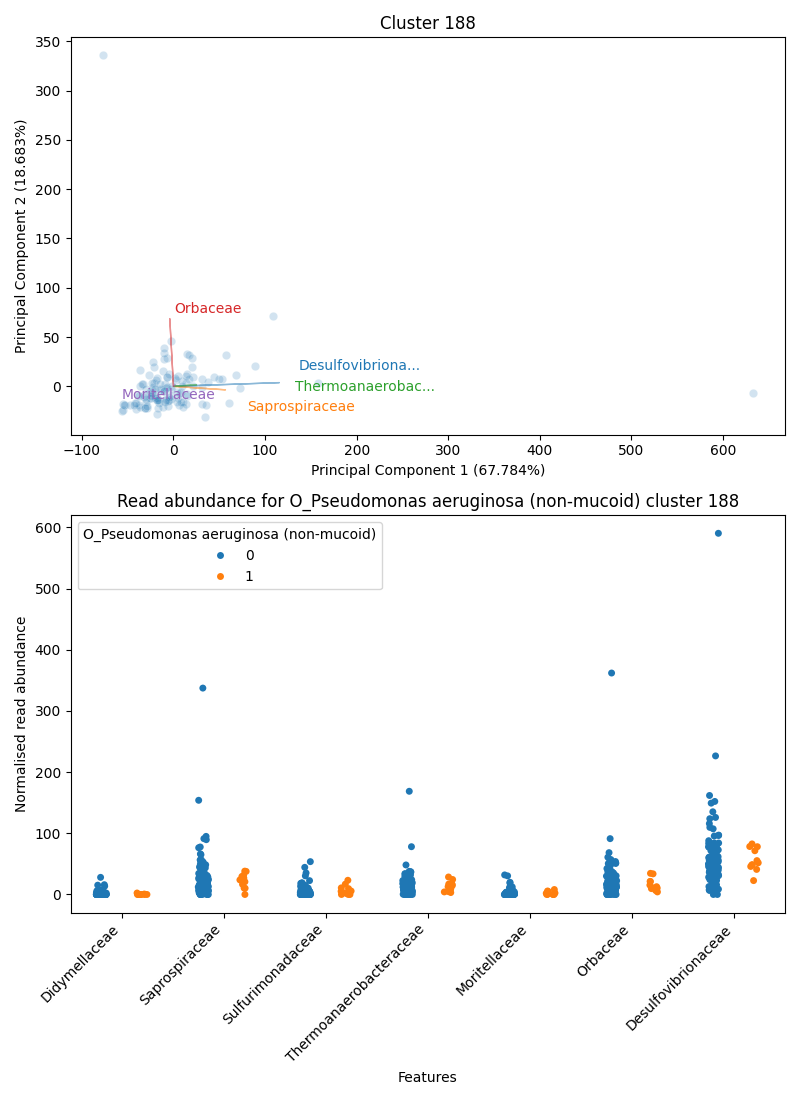 Cluster 188
Principal Component 2 (18.683%)
350
300
250
200
150
100
50
0
Orbaceae
Desulfovibriona...
Thermoanaerobac...
Moritellaceae
Saprospiraceae
−100
0
100
200
300
400
500
600
Principal Component 1 (67.784%)
Read abundance for O_Pseudomonas aeruginosa (non-mucoid) cluster 188
O_Pseudomonas aeruginosa (non-mucoid)
0
1
Normalised read abundance
600
500
400
300
200
100
0
Didymellaceae
Saprospiraceae
Sulfurimonadaceae
Thermoanaerobacteraceae
Moritellaceae
Orbaceae
Desulfovibrionaceae
Features